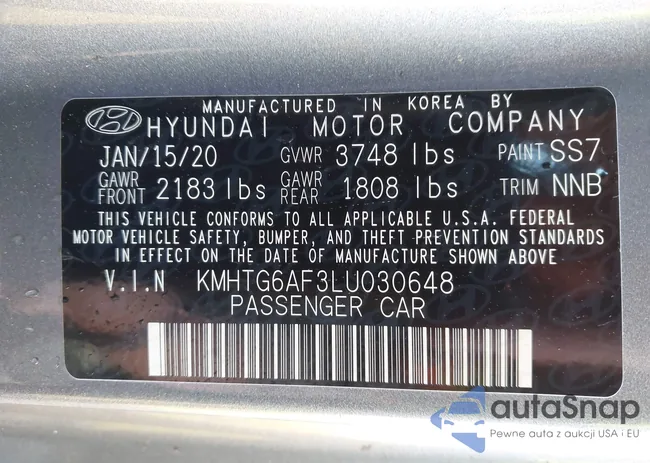 MANUFACTURED IN KOREA BY
HYUNDAI MOTOR COMPANY
JAN/15/20 GVWR 3748 lbs PAINT SS7
GAWR FRONT 2183 lbs GAWR REAR 1808 lbs TRIM NNB
THIS VEHICLE CONFORMS TO ALL APPLICABLE U.S.A. FEDERAL
MOTOR VEHICLE SAFETY, BUMPER, AND THEFT PREVENTION STANDARDS
IN EFFECT ON THE DATE OF MANUFACTURE SHOWN ABOVE
V.I.N KMHTG6AF3LU030648
PASSENGER CAR
autaSnap
Pewne auta z aukcji USA i EU